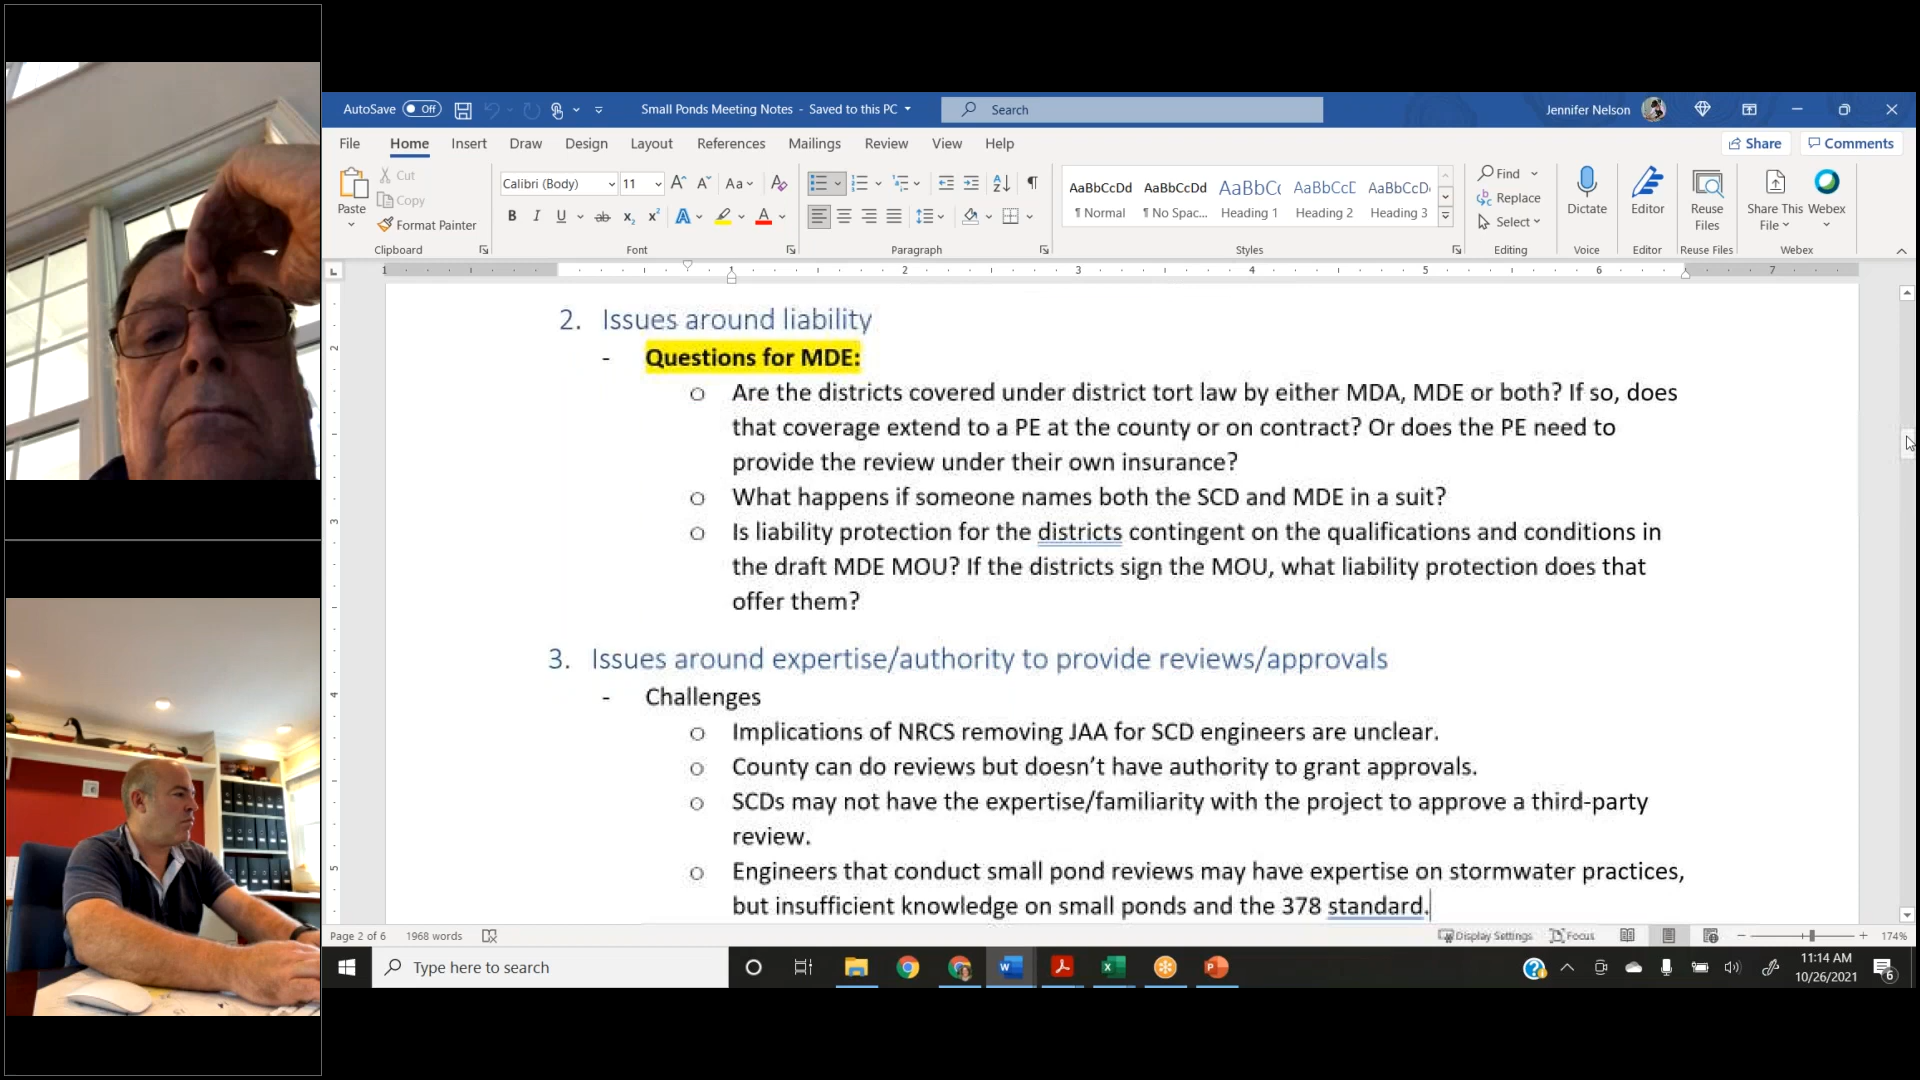 AutoSave Off
Small Ponds Meeting Notes - Saved to this PC
Search
Jennifer Nelson
File Home Insert Draw Design Layout References Mailings Review View Help
Share Comments
Paste
Cut
Copy
Format Painter
Clipboard
Calibri (Body) 11
Font
Paragraph
AaBbCcDd AaBbCcDd AaBbCc AaBbCcD AaBbCcD
¶ Normal ¶ No Spac... Heading 1 Heading 2 Heading 3
Styles
Find
Replace
Select
Editing
Dictate
Voice
Editor
Editor
Reuse Files
Reuse Files
Share This File
Webex
Webex
1 1 2 3 4 5 6 7
2. Issues around liability
- Questions for MDE:
o Are the districts covered under district tort law by either MDA, MDE or both? If so, does
that coverage extend to a PE at the county or on contract? Or does the PE need to
provide the review under their own insurance?
o What happens if someone names both the SCD and MDE in a suit?
o Is liability protection for the districts contingent on the qualifications and conditions in
the draft MDE MOU? If the districts sign the MOU, what liability protection does that
offer them?
3. Issues around expertise/authority to provide reviews/approvals
- Challenges
o Implications of NRCS removing JAA for SCD engineers are unclear.
o County can do reviews but doesn't have authority to grant approvals.
o SCDs may not have the expertise/familiarity with the project to approve a third-party
review.
o Engineers that conduct small pond reviews may have expertise on stormwater practices,
but insufficient knowledge on small ponds and the 378 standard.
Page 2 of 6 1968 words
Display Settings Focus
174%
Type here to search
11:14 AM
10/26/2021
6